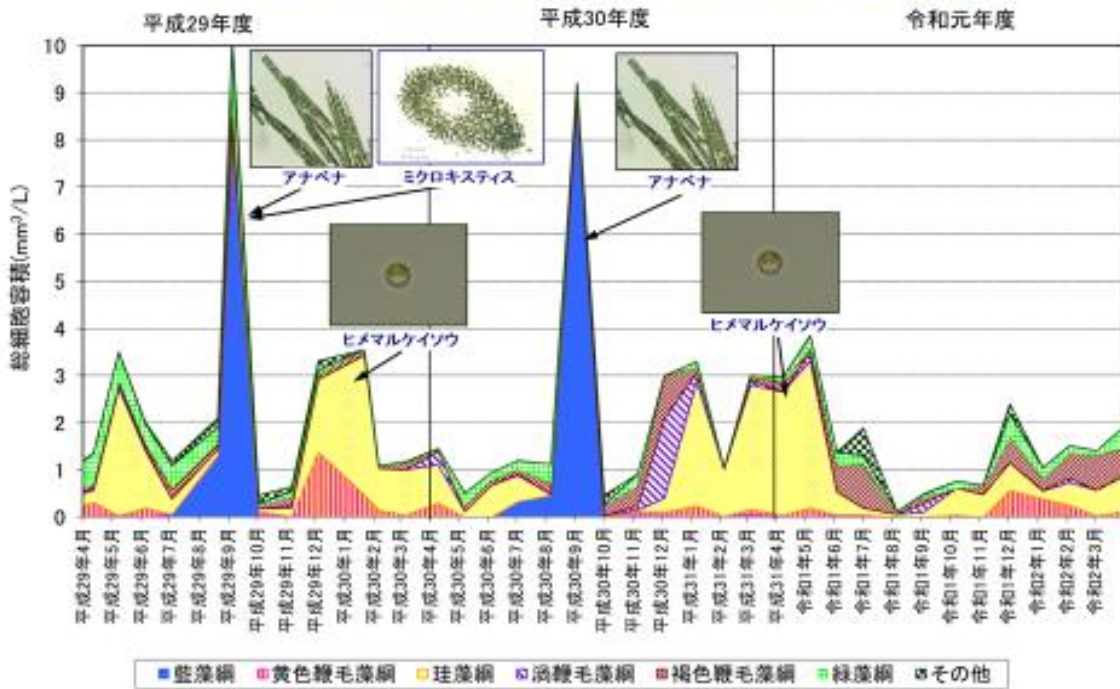 平成29年度
平成30年度
令和元年度
総細胞容積(mm³/L)
10
9
8
7
6
5
4
3
2
1
0
アナベナ
ミクロキスティス
アナベナ
ヒメマルケイソウ
ヒメマルケイソウ
平成29年4月
平成29年5月
平成29年6月
平成29年7月
平成29年8月
平成29年9月
平成29年10月
平成29年11月
平成29年12月
平成30年1月
平成30年2月
平成30年3月
平成30年4月
平成30年5月
平成30年6月
平成30年7月
平成30年8月
平成30年9月
平成30年10月
平成30年11月
平成30年12月
平成31年1月
平成31年2月
平成31年3月
平成31年4月
令和1年5月
令和1年6月
令和1年7月
令和1年8月
令和1年9月
令和1年10月
令和1年11月
令和1年12月
令和2年1月
令和2年2月
令和2年3月
藍藻綱
黄色鞭毛藻綱
珪藻綱
渦鞭毛藻綱
褐色鞭毛藻綱
緑藻綱
その他